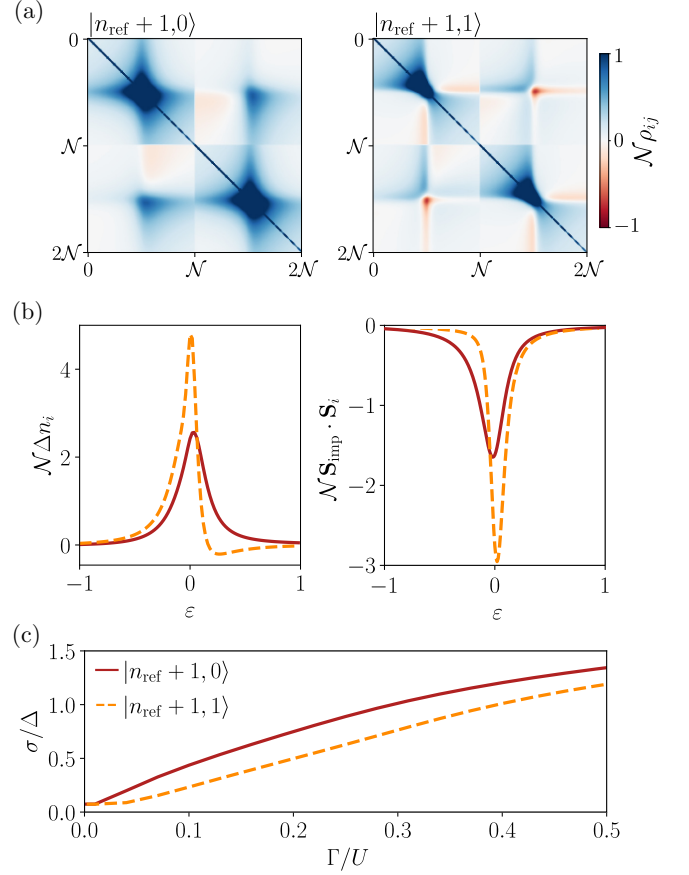 (a)
|n_ref + 1,0⟩
|n_ref + 1,1⟩
0
𝒩
2𝒩
0 𝒩 2𝒩
0
𝒩
2𝒩
0 𝒩 2𝒩
1
0
−1
𝒩ρ_ij
(b)
4
2
0
𝒩Δn_i
−1 0 1
ε
0
−1
−2
−3
𝒩S_imp · S_i
−1 0 1
ε
(c)
1.5
1.0
0.5
0.0
σ/Δ
|n_ref + 1, 0⟩
|n_ref + 1, 1⟩
0.0 0.1 0.2 0.3 0.4 0.5
Γ/U